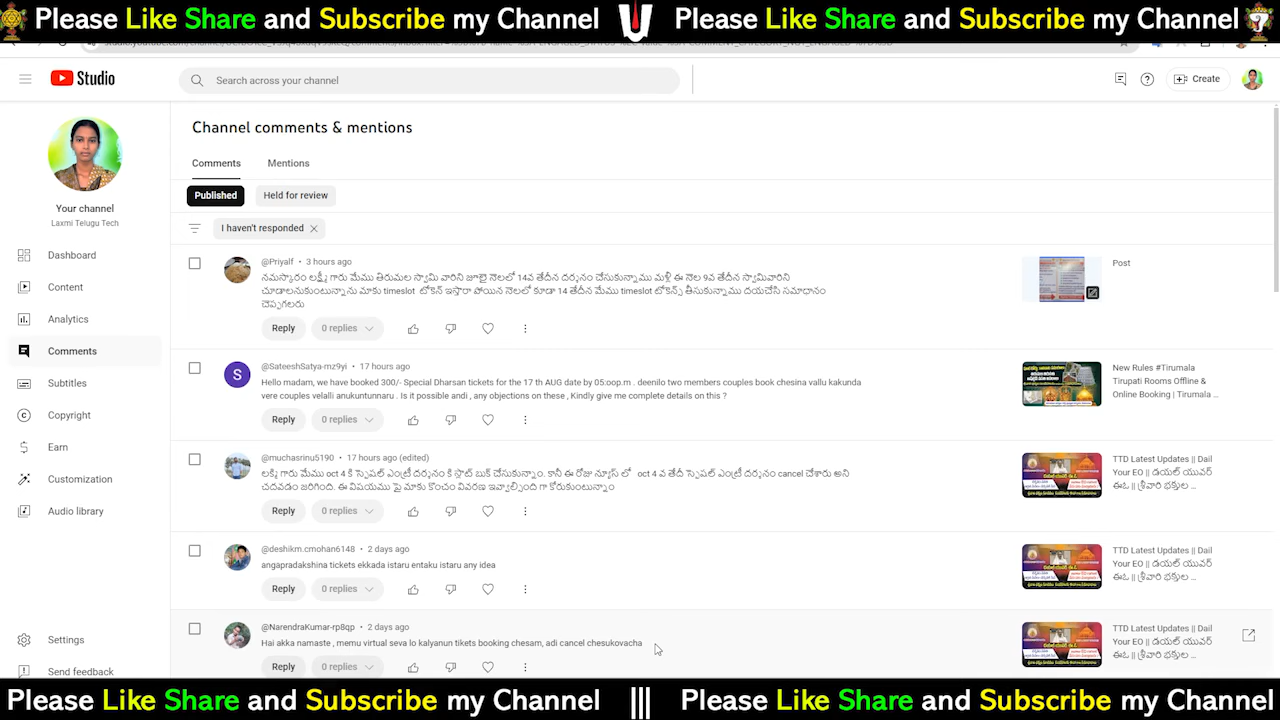 Please Like Share and Subscribe my Channel
Please Like Share and Subscribe my Channel
Studio
Search across your channel
Create
Your channel
Laxmi Telugu Tech
Dashboard
Content
Analytics
Comments
Subtitles
Copyright
Earn
Customization
Audio library
Settings
Send feedback
Channel comments & mentions
Comments
Mentions
Published
Held for review
I haven't responded
@Priyalf • 3 hours ago
నమస్కారం లక్ష్మి గారు మేము తిరుమల స్వామి వారిని జూలై నెలలో 14వ తేదీన దర్శనం చేసుకున్నాము మళ్లీ ఈ నెల 9వ తేదీన స్వామివారిని
టోకెన్ ఇస్తారా పోయిన నెలలో కూడా 14 తేదీన మేము timeslot టోకెన్స్ తీసుకున్నాము దయచేసి సమాధానం
చెప్పగలరు
Reply
0 replies
Post
@SateeshSatya-mz9yi • 17 hours ago
Hello madam, we booked 300/- Special Dharsan tickets for the 17 th AUG date by 05:oop.m . deenilo two members couples book chesina vallu kakunda
vere couples veladam Is it possible andi , any objections on these , Kindly give me complete details on this ?
Reply
0 replies
New Rules #Tirumala
Tirupati Rooms Offline &
Online Booking | Tirumala ...
@muchasrinu5190 • 17 hours ago (edited)
లక్ష్మి గారు మేము oct 4 కి స్పెషల్ ఎంట్రీ దర్శనం కి స్లాట్ బుక్ చేసుకున్నాం. కానీ ఈ రోజు న్యూస్ లో oct 4 వ తేదీ స్పెషల్ ఎంట్రీ దర్శనం cancel చేశారు అని
చదవడం జరిగింది. మాకు కొంచం
Reply
0 replies
TTD Latest Updates || Dail
Your EO || డయల్ యువర్
ఈఓ || శ్రీవారి భక్తుల ...
@deshikm.cmohan6148 • 2 days ago
angapradakshina tickets ekkada istaru entaku istaru any idea
Reply
TTD Latest Updates || Dail
Your EO || డయల్ యువర్
ఈఓ || శ్రీవారి భక్తుల ...
@NarendraKumar-rp8qp • 2 days ago
Hai akka namaste , memu virtual seva lo kalyanun tikets booking chesam, adi cancel chesukovacha
Reply
TTD Latest Updates || Dail
Your EO || డయల్ యువర్
ఈఓ || శ్రీవారి భక్తుల ...
Please Like Share and Subscribe my Channel
Please Like Share and Subscribe my Channel